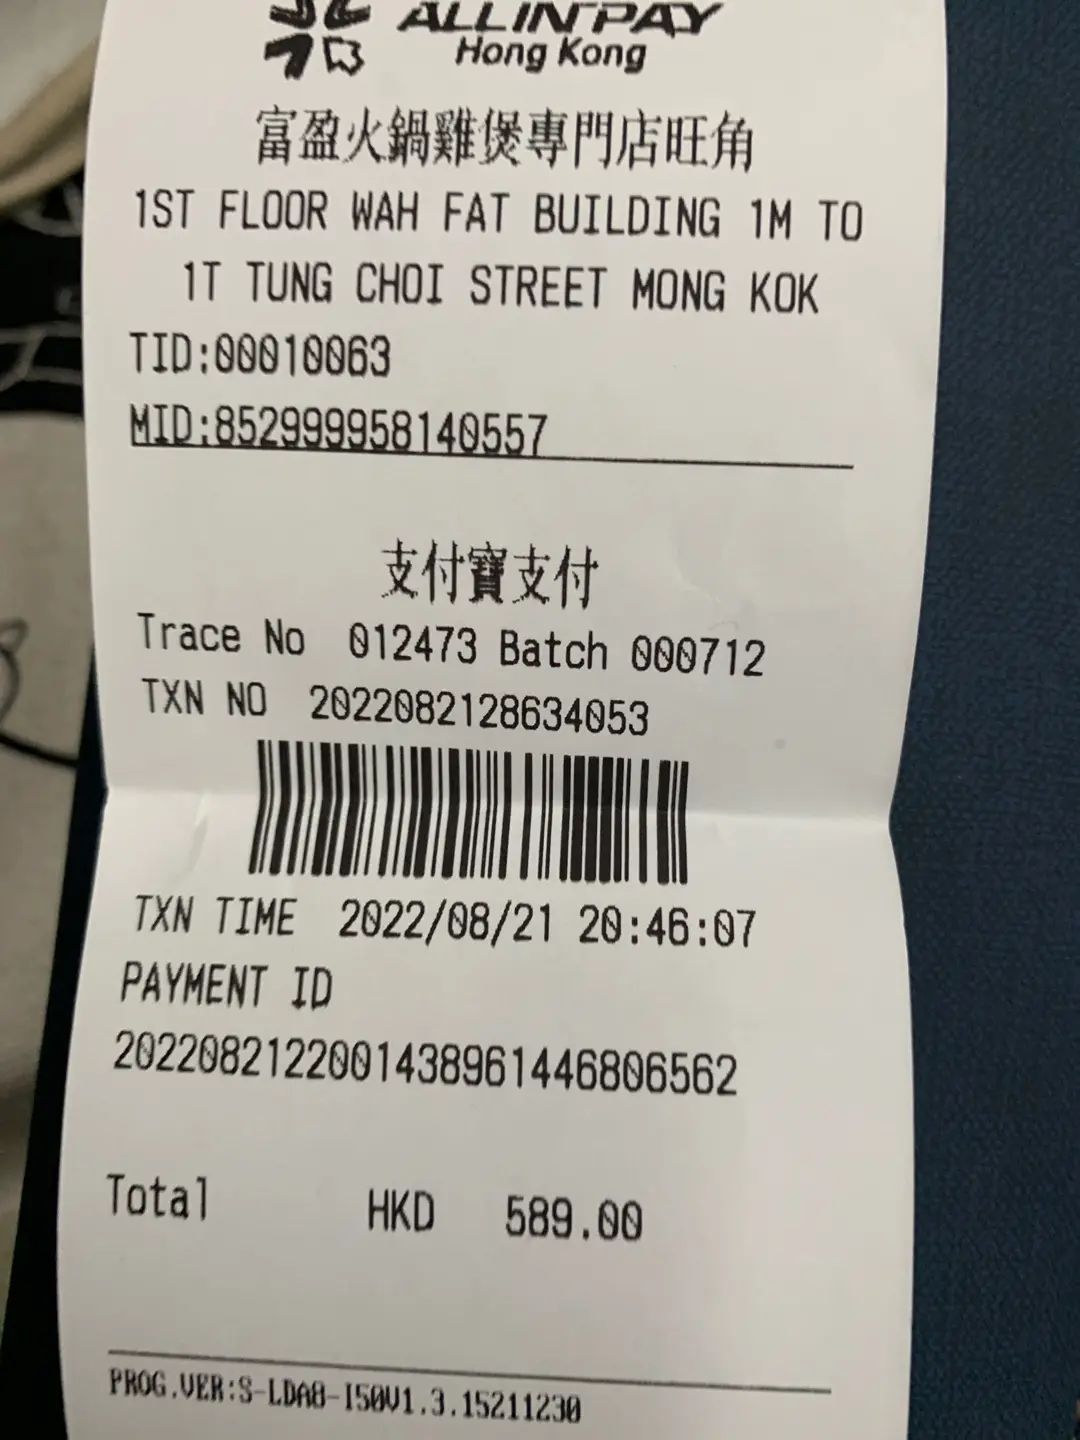 ALLINPAY
Hong Kong
富盈火鍋雞煲專門店旺角
1ST FLOOR WAH FAT BUILDING 1M TO
1T TUNG CHOI STREET MONG KOK
TID:00010063
MID:852999958140557
支付寶支付
Trace No 012473 Batch 000712
TXN NO 2022082128634053
TXN TIME 2022/08/21 20:46:07
PAYMENT ID
2022082122001438961446806562
Total HKD 589.00
PROG.VER:S-LDA8-I50V1.3.15211230